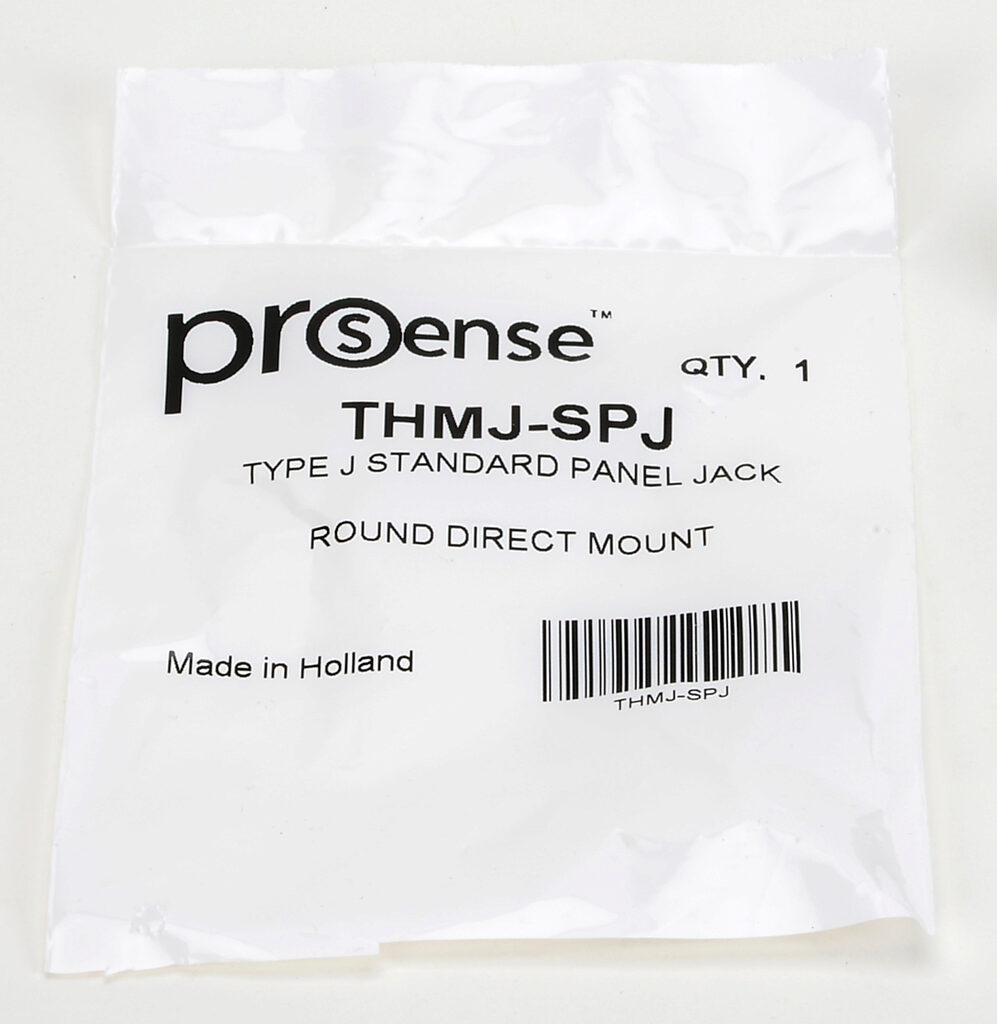 prosense™
QTY. 1
THMJ-SPJ
TYPE J STANDARD PANEL JACK
ROUND DIRECT MOUNT
Made in Holland
THMJ-SPJ